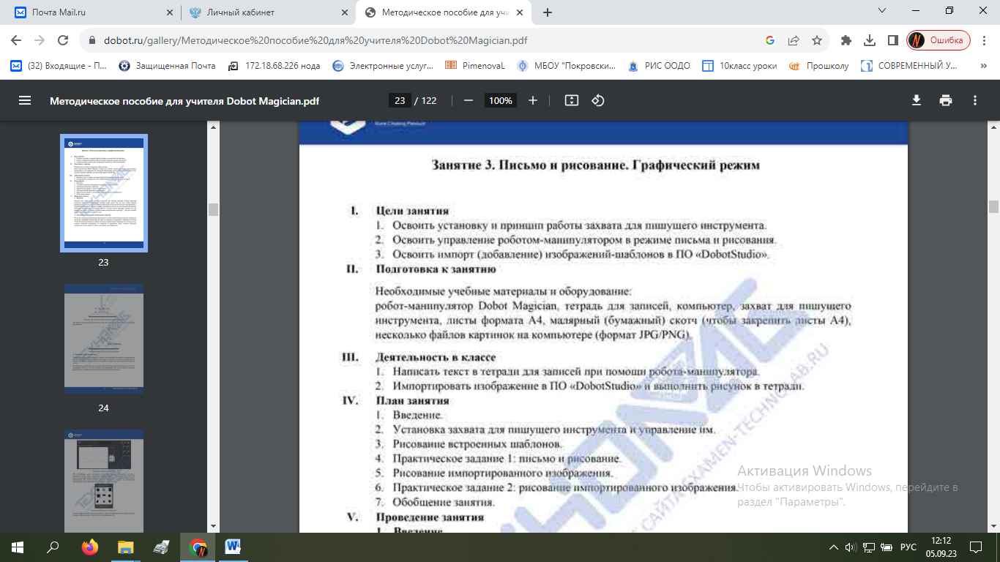 Почта Mail.ru
Личный кабинет
Методическое пособие для учи
dobot.ru/gallery/Методическое%20пособие%20для%20учителя%20Dobot%20Magician.pdf
Ошибка
(32) Входящие - П...
Защищенная Почта
172.18.68.226 нода
Электронные услуг...
PimenovaL
МБОУ "Покровски...
РИС ООДО
10класс уроки
Прошколу
СОВРЕМЕННЫЙ У...
»
Методическое пособие для учителя Dobot Magician.pdf
23 / 122
100%
23
24
Занятие 3. Письмо и рисование. Графический режим
I. Цели занятия
1. Освоить установку и принцип работы захвата для пишущего инструмента.
2. Освоить управление роботом-манипулятором в режиме письма и рисования.
3. Освоить импорт (добавление) изображений-шаблонов в ПО «DobotStudio».
II. Подготовка к занятию
Необходимые учебные материалы и оборудование:
робот-манипулятор Dobot Magician, тетрадь для записей, компьютер, захват для пишущего
инструмента, листы формата А4, малярный (бумажный) скотч (чтобы закрепить листы А4),
несколько файлов картинок на компьютере (формат JPG/PNG).
III. Деятельность в классе
1. Написать текст в тетради для записей при помощи робота-манипулятора.
2. Импортировать изображение в ПО «DobotStudio» и выполнить рисунок в тетради.
IV. План занятия
1. Введение.
2. Установка захвата для пишущего инструмента и управление им.
3. Рисование встроенных шаблонов.
4. Практическое задание 1: письмо и рисование.
5. Рисование импортированного изображения.
6. Практическое задание 2: рисование импортированного изображения.
7. Обобщение занятия.
V. Проведение занятия
1. Введение
Активация Windows
Чтобы активировать Windows, перейдите в
раздел "Параметры".
РУС
12:12
05.09.23